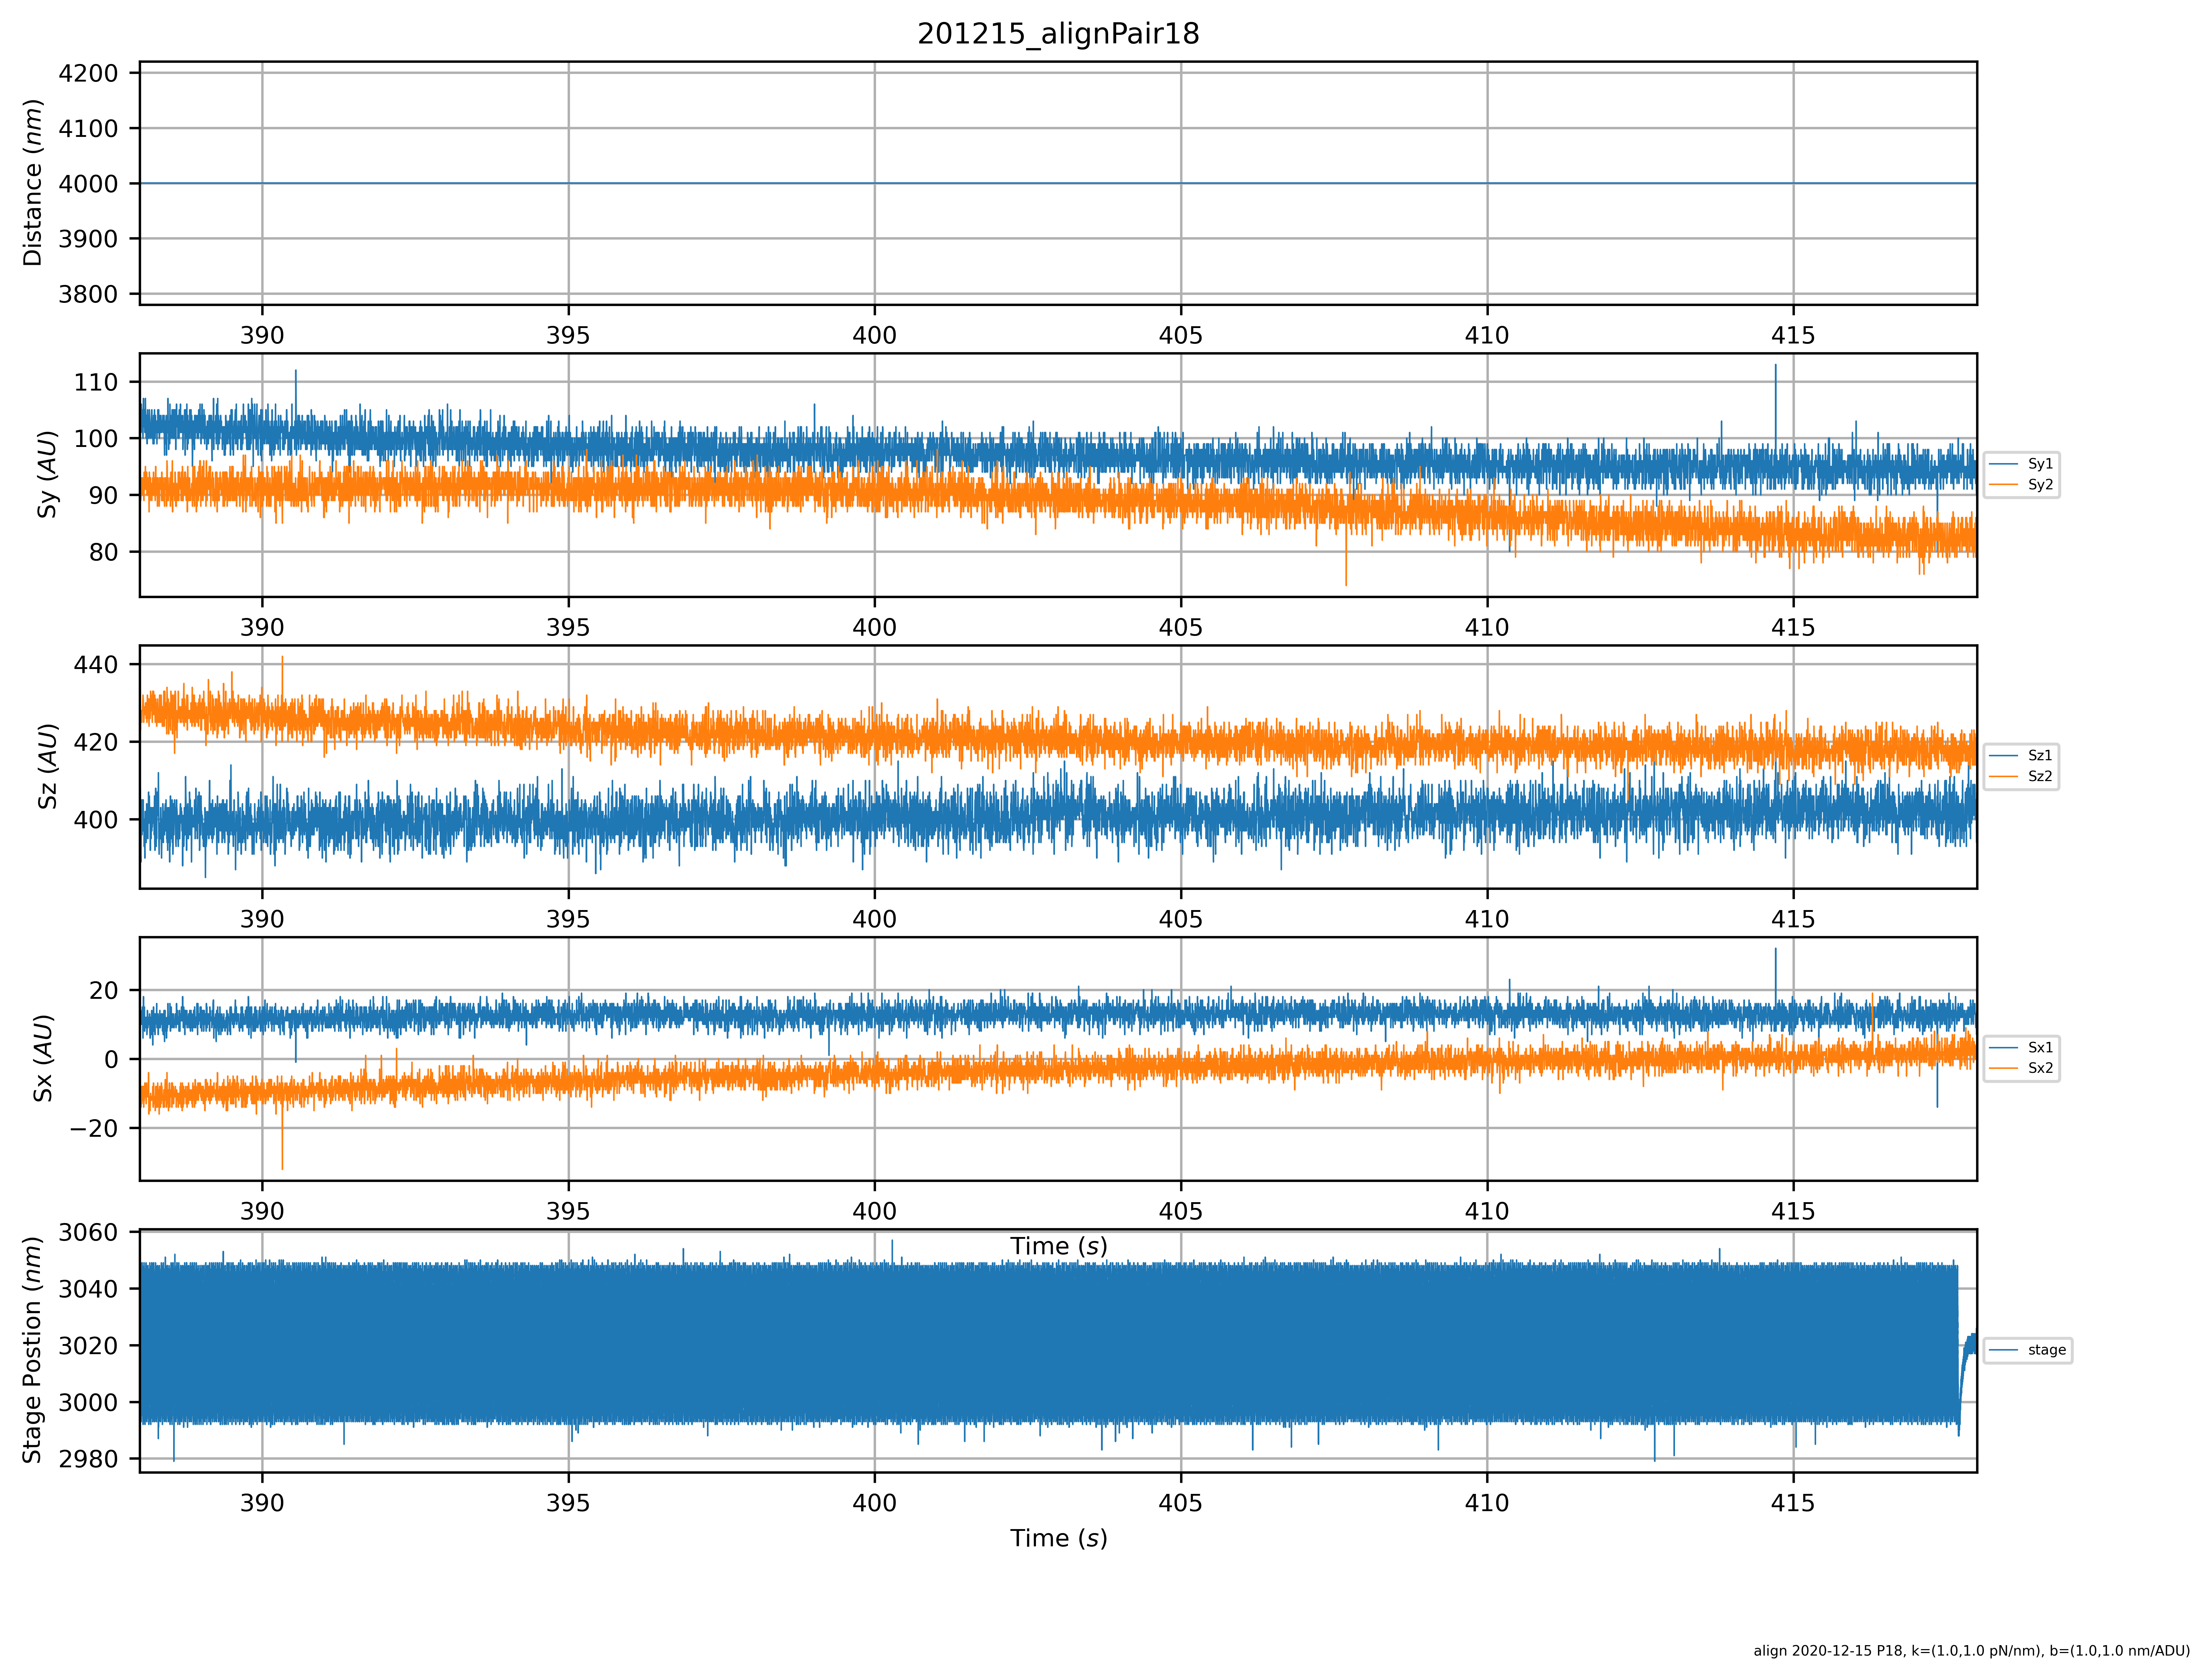 201215_alignPair18
Distance (nm)
4200
4100
4000
3900
3800
390 395 400 405 410 415
Sy (AU)
110
100
90
80
Sy1
Sy2
390 395 400 405 410 415
Sz (AU)
440
420
400
Sz1
Sz2
390 395 400 405 410 415
Sx (AU)
20
0
−20
Sx1
Sx2
390 395 400 405 410 415
Time (s)
Stage Postion (nm)
3060
3040
3020
3000
2980
stage
390 395 400 405 410 415
Time (s)
align 2020-12-15 P18, k=(1.0,1.0 pN/nm), b=(1.0,1.0 nm/ADU)